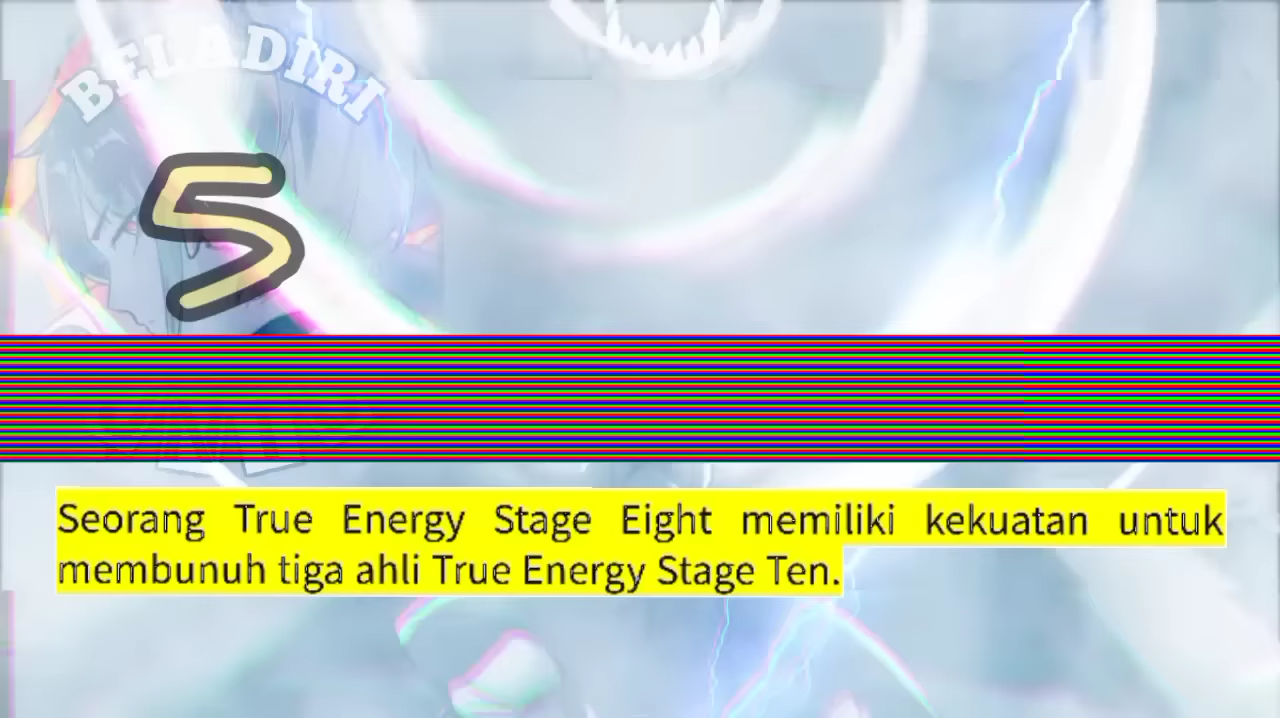 BELADIRI
5
Seorang True Energy Stage Eight memiliki kekuatan untuk
membunuh tiga ahli True Energy Stage Ten.